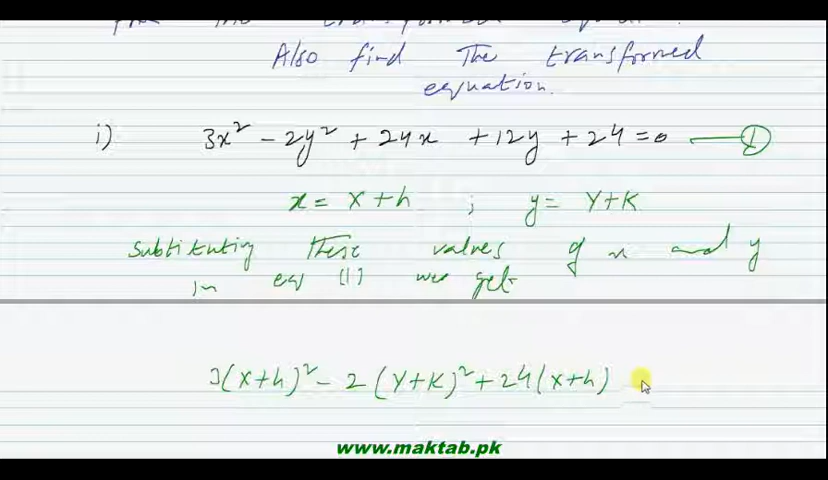 Also find The transformed
equation.
i) 3x² - 2y² + 24x + 12y + 24 = 0 ——①
x = X + h ; y = Y + K
Substituting these values of x and y
in eq (1) we get
3(X+h)² - 2(Y+K)² + 24(X+h)
www.maktab.pk